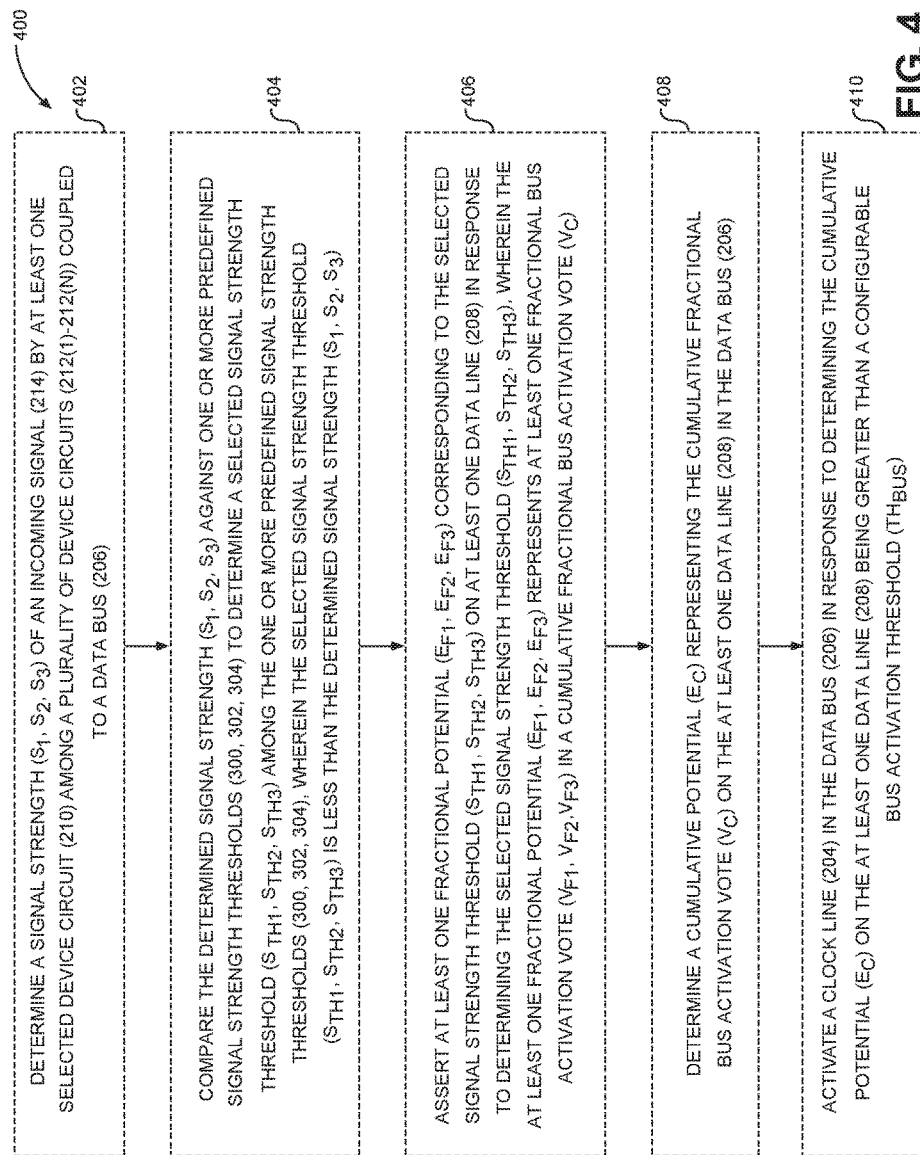 400
DETERMINE A SIGNAL STRENGTH (S1, S2, S3) OF AN INCOMING SIGNAL (214) BY AT LEAST ONE
SELECTED DEVICE CIRCUIT (210) AMONG A PLURALITY OF DEVICE CIRCUITS (212(1)-212(N)) COUPLED
TO A DATA BUS (206)
402
COMPARE THE DETERMINED SIGNAL STRENGTH (S1, S2, S3) AGAINST ONE OR MORE PREDEFINED
SIGNAL STRENGTH THRESHOLDS (300, 302, 304) TO DETERMINE A SELECTED SIGNAL STRENGTH
THRESHOLD (S TH1, STH2, STH3) AMONG THE ONE OR MORE PREDEFINED SIGNAL STRENGTH
THRESHOLDS (300, 302, 304), WHEREIN THE SELECTED SIGNAL STRENGTH THRESHOLD
(STH1, STH2, STH3) IS LESS THAN THE DETERMINED SIGNAL STRENGTH (S1, S2, S3)
404
ASSERT AT LEAST ONE FRACTIONAL POTENTIAL (EF1, EF2, EF3) CORRESPONDING TO THE SELECTED
SIGNAL STRENGTH THRESHOLD (STH1, STH2, STH3) ON AT LEAST ONE DATA LINE (208) IN RESPONSE
TO DETERMINING THE SELECTED SIGNAL STRENGTH THRESHOLD (STH1, STH2, STH3), WHEREIN THE
AT LEAST ONE FRACTIONAL POTENTIAL (EF1, EF2, EF3) REPRESENTS AT LEAST ONE FRACTIONAL BUS
ACTIVATION VOTE (VF1, VF2, VF3) IN A CUMULATIVE FRACTIONAL BUS ACTIVATION VOTE (VC)
406
DETERMINE A CUMULATIVE POTENTIAL (EC) REPRESENTING THE CUMULATIVE FRACTIONAL
BUS ACTIVATION VOTE (VC) ON THE AT LEAST ONE DATA LINE (208) IN THE DATA BUS (206)
408
ACTIVATE A CLOCK LINE (204) IN THE DATA BUS (206) IN RESPONSE TO DETERMINING THE CUMULATIVE
POTENTIAL (EC) ON THE AT LEAST ONE DATA LINE (208) BEING GREATER THAN A CONFIGURABLE
BUS ACTIVATION THRESHOLD (THBUS)
410
FIG. 4